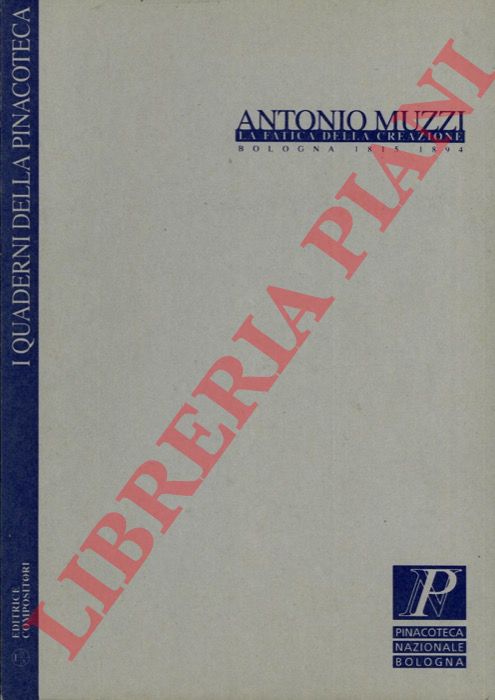 I QUADERNI DELLA PINACOTECA
ANTONIO MUZZI
LA FATICA DELLA CREAZIONE
BOLOGNA 1815 1894
LIBRERIA PIANI
EDITRICE
COMPOSITORI
PN
PINACOTECA
NAZIONALE
BOLOGNA